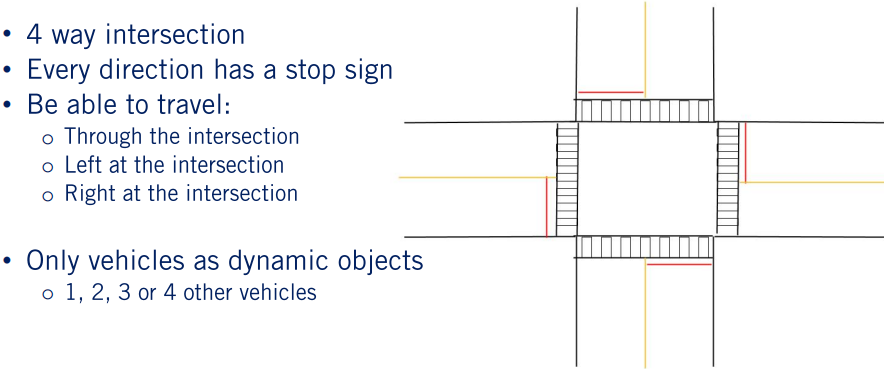 • 4 way intersection
• Every direction has a stop sign
• Be able to travel:
o Through the intersection
o Left at the intersection
o Right at the intersection
• Only vehicles as dynamic objects
o 1, 2, 3 or 4 other vehicles